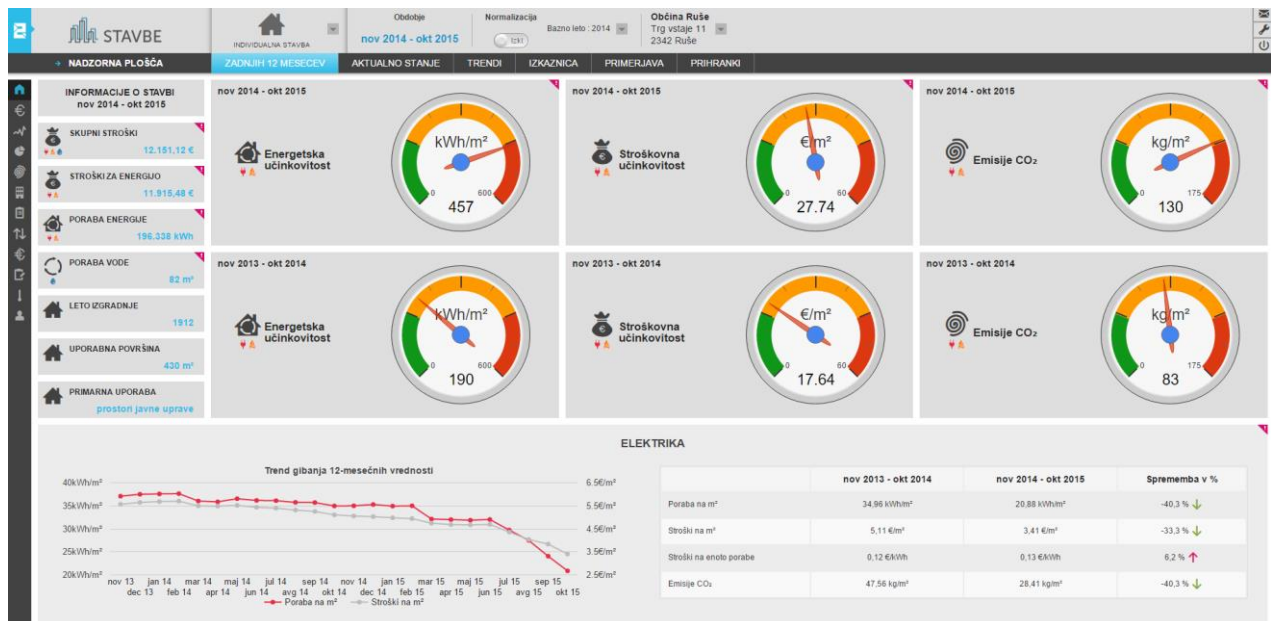 STAVBE
INDIVIDUALNA STAVBA
Obdobje
nov 2014 - okt 2015
Normalizacija
Izkl
Bazno leto : 2014
Občina Ruše
Trg vstaje 11
2342 Ruše
NADZORNA PLOŠČA
ZADNJIH 12 MESECEV
AKTUALNO STANJE
TRENDI
IZKAZNICA
PRIMERJAVA
PRIHRANKI
INFORMACIJE O STAVBI
nov 2014 - okt 2015
SKUPNI STROŠKI
12.151,12 €
STROŠKI ZA ENERGIJO
11.915,48 €
PORABA ENERGIJE
196.338 kWh
PORABA VODE
82 m³
LETO IZGRADNJE
1912
UPORABNA POVRŠINA
430 m²
PRIMARNA UPORABA
prostori javne uprave
nov 2014 - okt 2015
Energetska
učinkovitost
kWh/m²
0
600
457
nov 2014 - okt 2015
Stroškovna
učinkovitost
€/m²
0
60
27.74
nov 2014 - okt 2015
Emisije CO₂
kg/m²
0
175
130
nov 2013 - okt 2014
Energetska
učinkovitost
kWh/m²
0
600
190
nov 2013 - okt 2014
Stroškovna
učinkovitost
€/m²
0
60
17.64
nov 2013 - okt 2014
Emisije CO₂
kg/m²
0
175
83
ELEKTRIKA
Trend gibanja 12-mesečnih vrednosti
40kWh/m² 6.5€/m²
35kWh/m² 5.5€/m²
30kWh/m² 4.5€/m²
25kWh/m² 3.5€/m²
20kWh/m² 2.5€/m²
nov 13 jan 14 mar 14 maj 14 jul 14 sep 14 nov 14 jan 15 mar 15 maj 15 jul 15 sep 15
dec 13 feb 14 apr 14 jun 14 avg 14 okt 14 dec 14 feb 15 apr 15 jun 15 avg 15 okt 15
Poraba na m² Stroški na m²
nov 2013 - okt 2014 nov 2014 - okt 2015 Sprememba v %
Poraba na m² 34,96 kWh/m² 20,88 kWh/m² -40,3 %
Stroški na m² 5,11 €/m² 3,41 €/m² -33,3 %
Stroški na enoto porabe 0,12 €/kWh 0,13 €/kWh 6,2 %
Emisije CO₂ 47,56 kg/m² 28,41 kg/m² -40,3 %